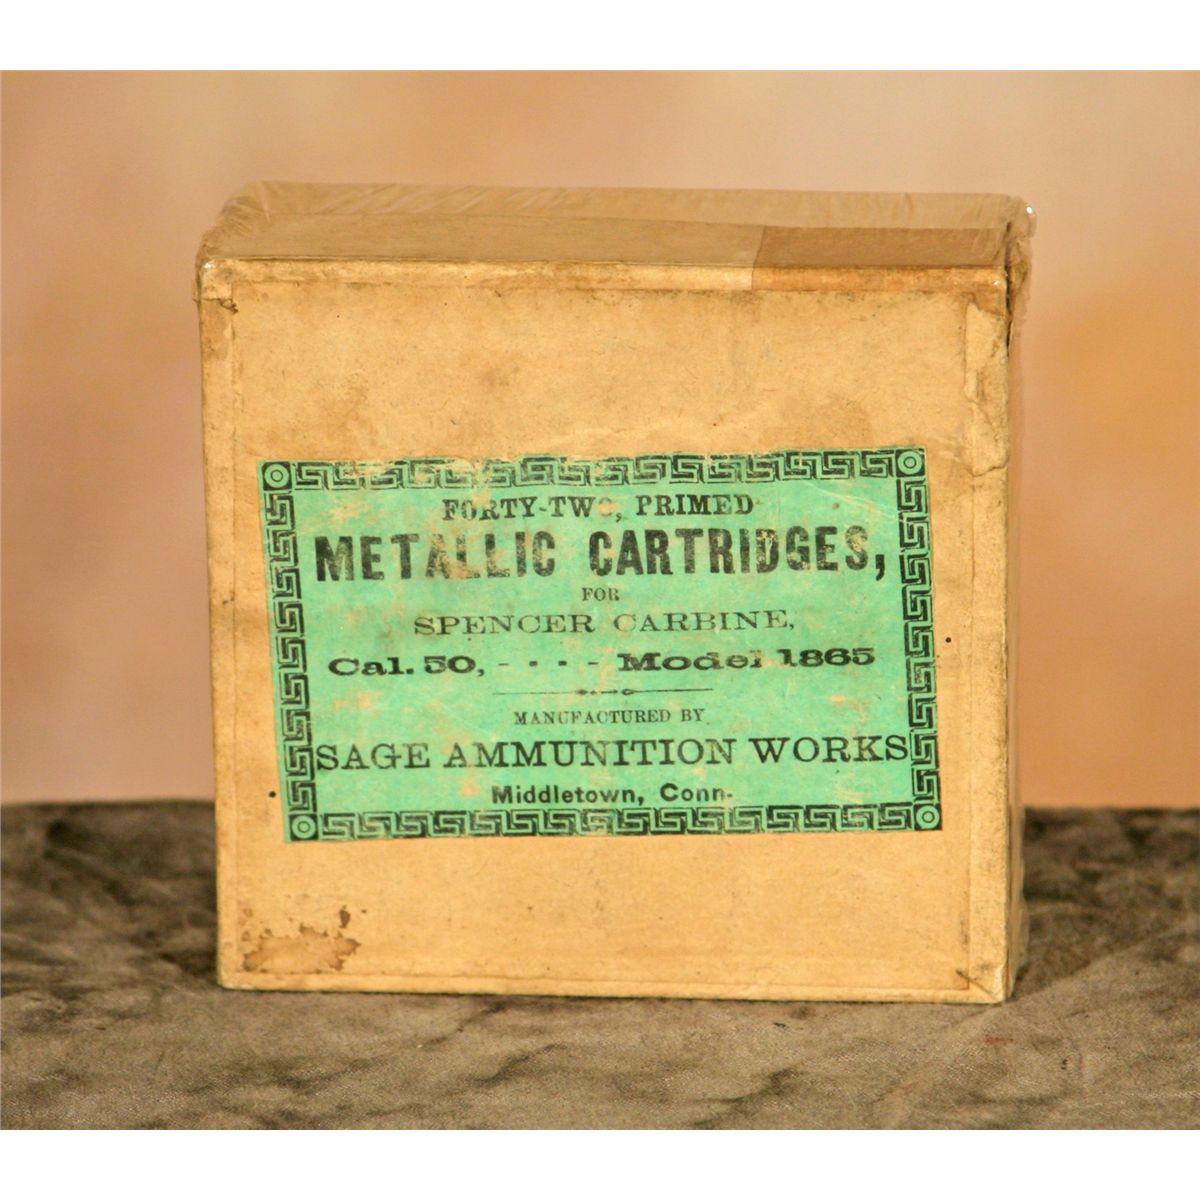 FORTY-TWO, PRIMED
METALLIC CARTRIDGES,
FOR
SPENCER CARBINE,
Cal. 50, - - - - Model 1865
MANUFACTURED BY
SAGE AMMUNITION WORKS
Middletown, Conn.